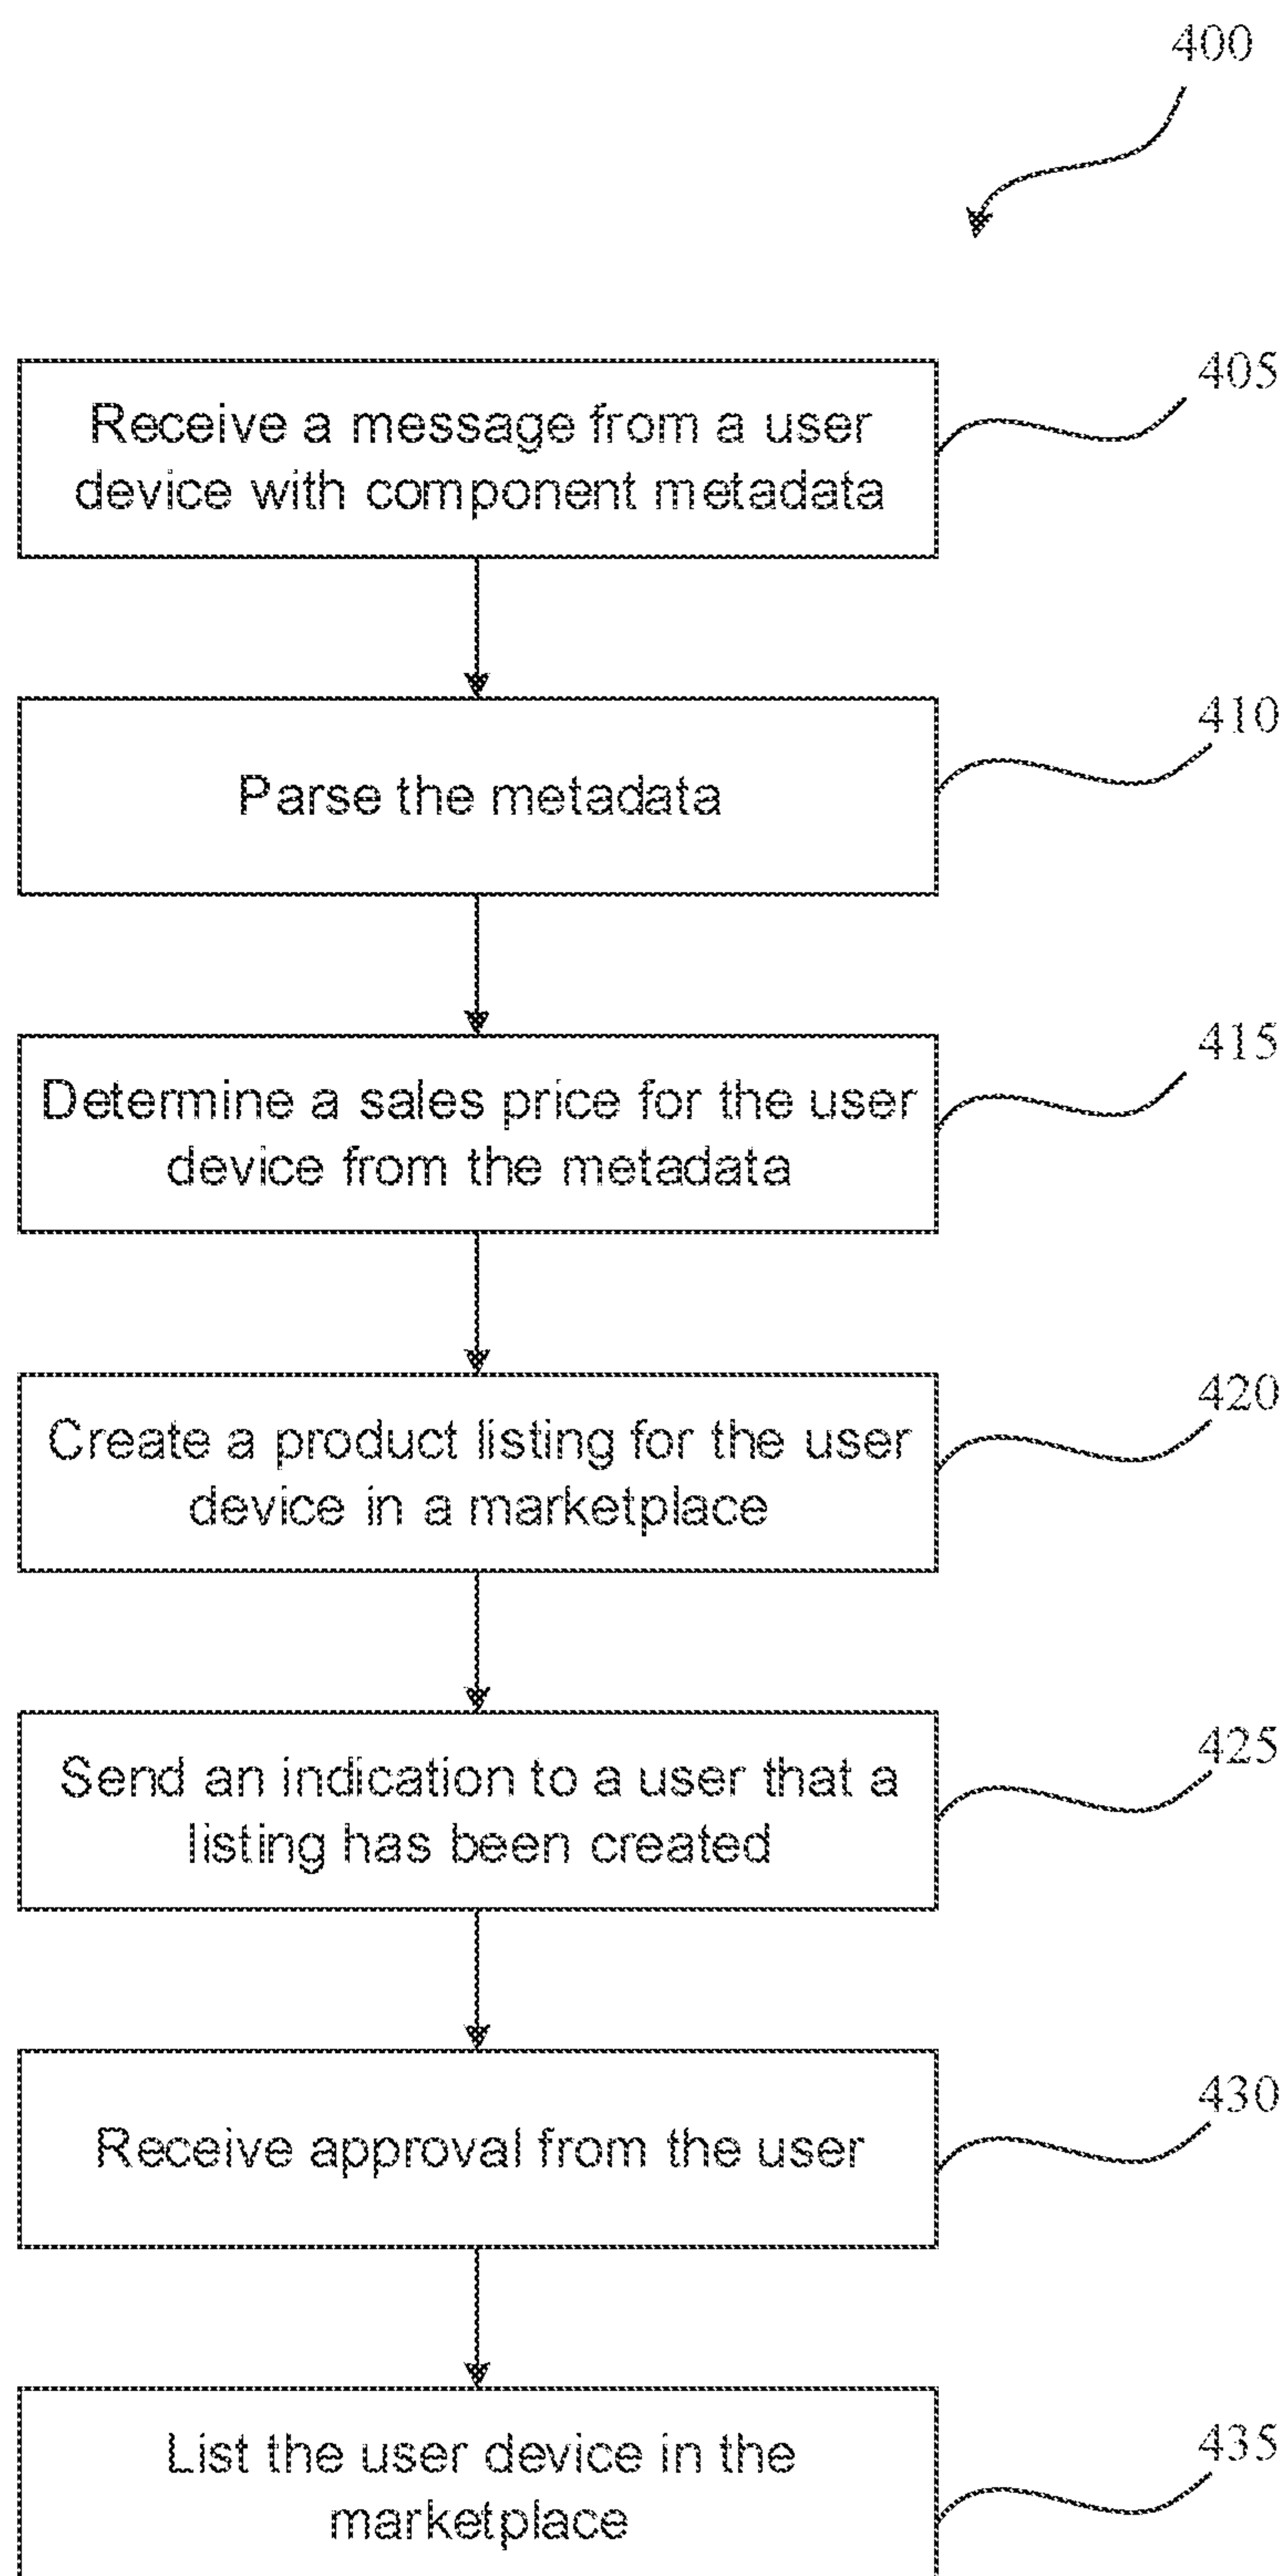 400
405
Receive a message from a user
device with component metadata
410
Parse the metadata
415
Determine a sales price for the user
device from the metadata
420
Create a product listing for the user
device in a marketplace
425
Send an indication to a user that a
listing has been created
430
Receive approval from the user
435
List the user device in the
marketplace